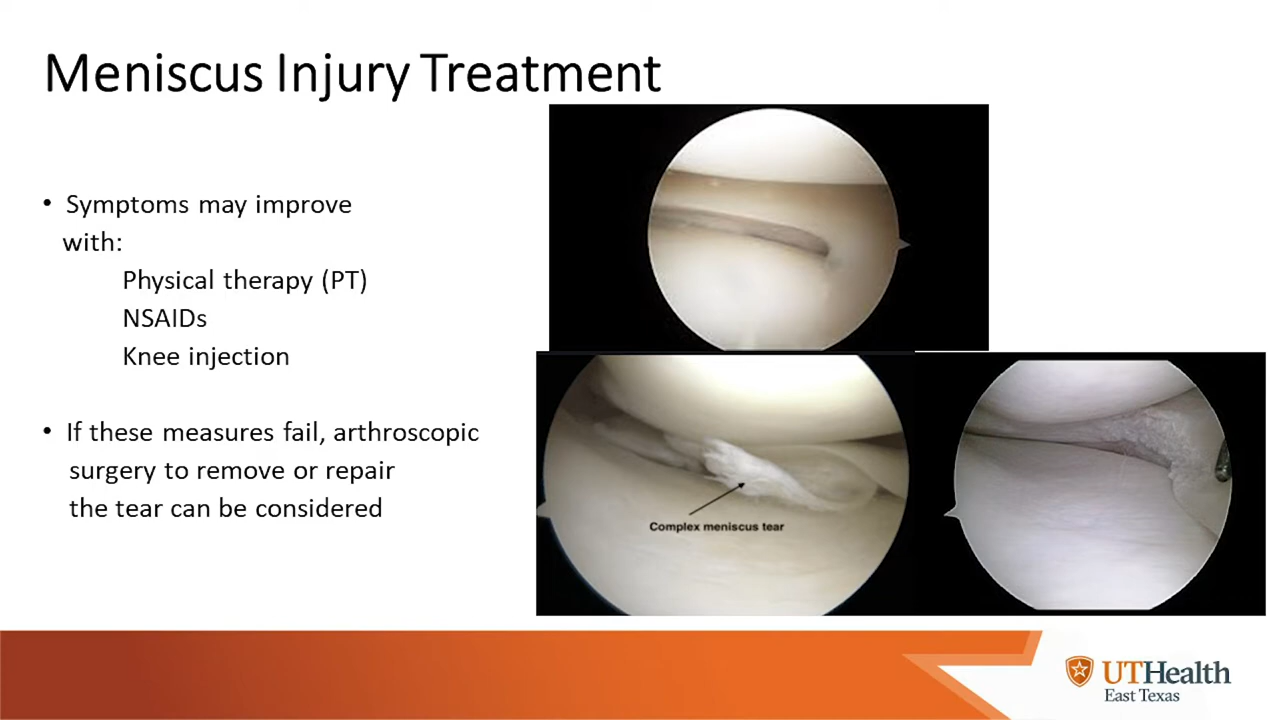 Meniscus Injury Treatment
• Symptoms may improve
with:
Physical therapy (PT)
NSAIDs
Knee injection
• If these measures fail, arthroscopic
surgery to remove or repair
the tear can be considered
Complex meniscus tear
UTHealth
East Texas